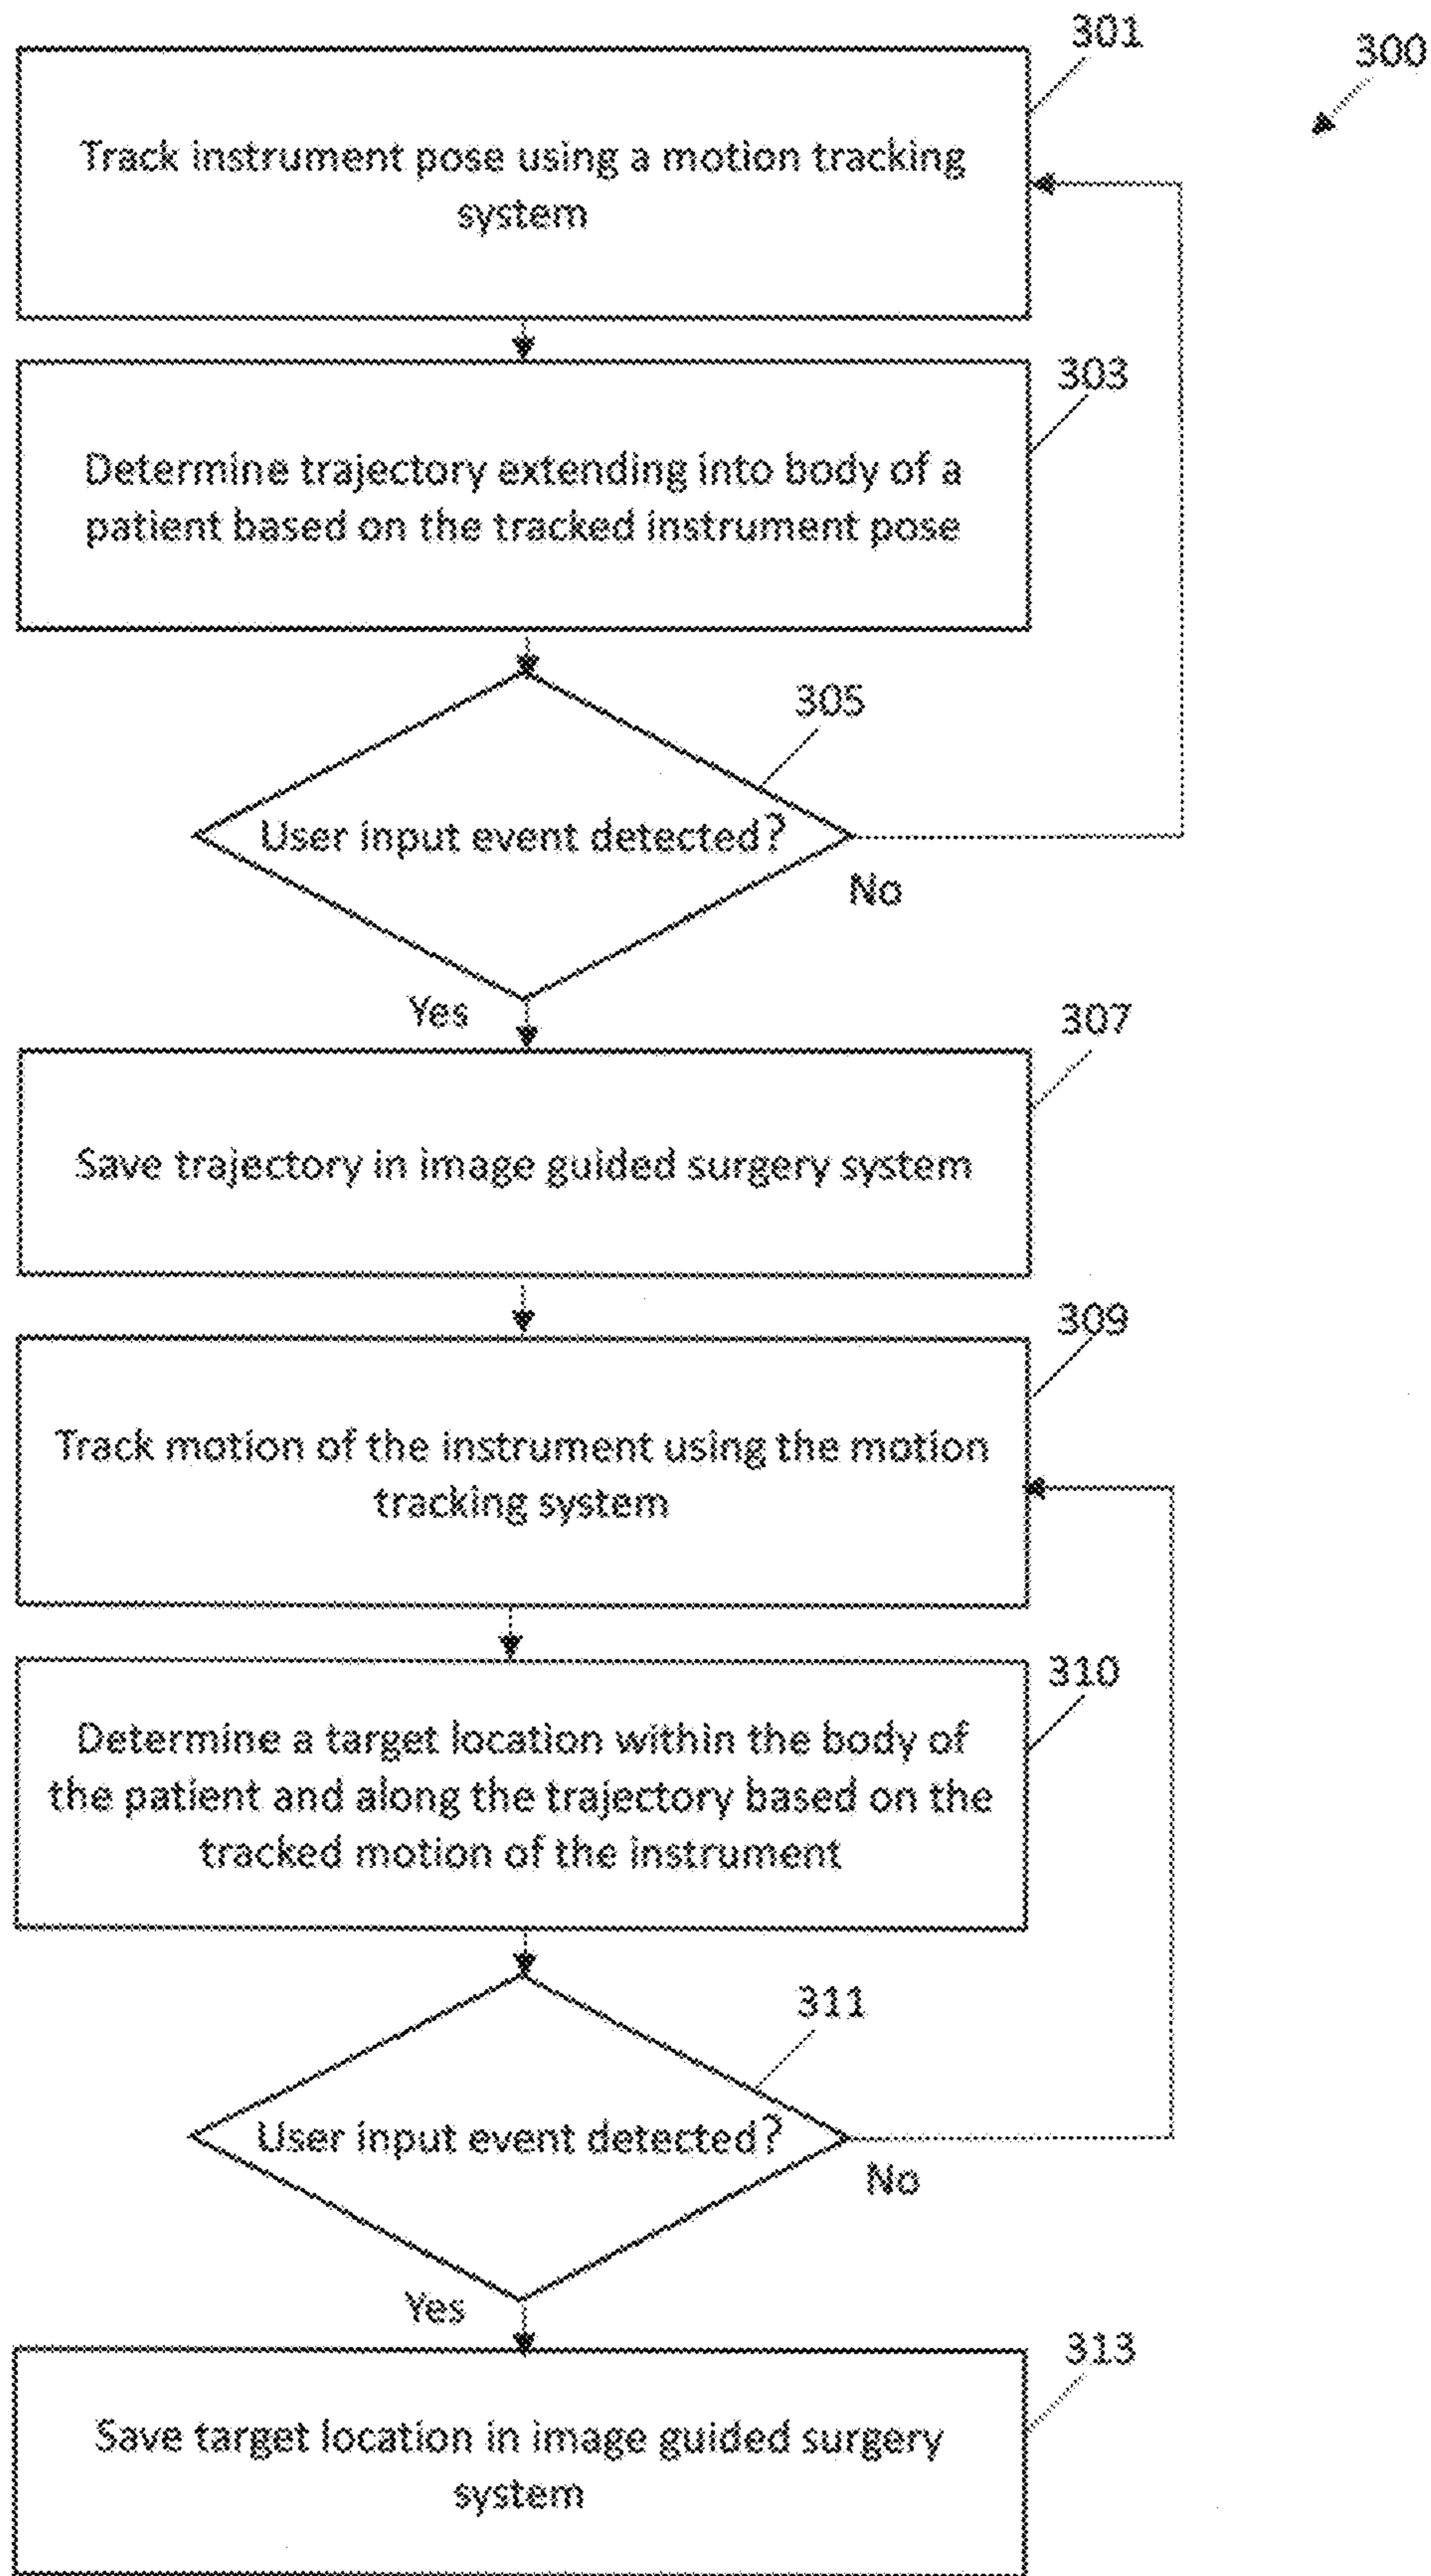 301
300
Track instrument pose using a motion tracking
system
303
Determine trajectory extending into body of a
patient based on the tracked instrument pose
305
User input event detected?
No
Yes
307
Save trajectory in image guided surgery system
309
Track motion of the instrument using the motion
tracking system
310
Determine a target location within the body of
the patient and along the trajectory based on the
tracked motion of the instrument
311
User input event detected?
No
Yes
313
Save target location in image guided surgery
system